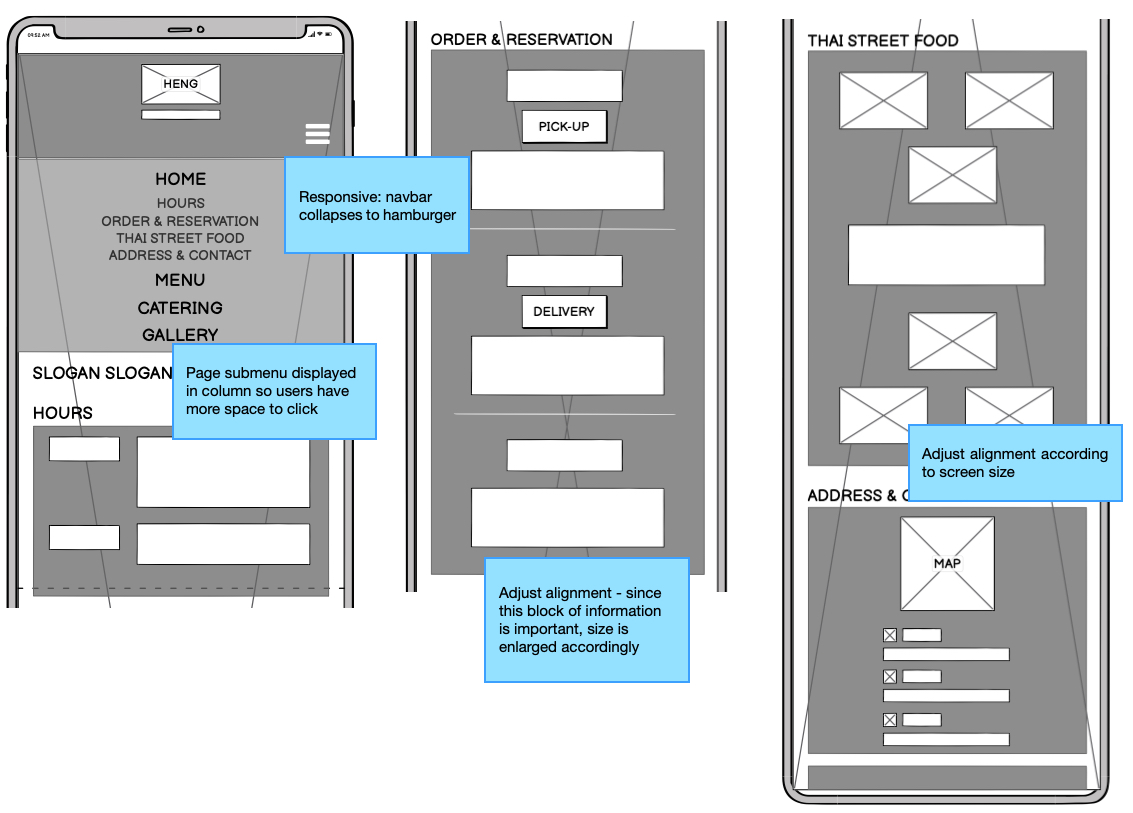 09:52 AM
HENG
HOME
HOURS
ORDER & RESERVATION
THAI STREET FOOD
ADDRESS & CONTACT
MENU
CATERING
GALLERY
SLOGAN SLOGAN
HOURS
Responsive: navbar
collapses to hamburger
Page submenu displayed
in column so users have
more space to click
ORDER & RESERVATION
PICK-UP
DELIVERY
Adjust alignment - since
this block of information
is important, size is
enlarged accordingly
THAI STREET FOOD
Adjust alignment according
to screen size
ADDRESS &
MAP